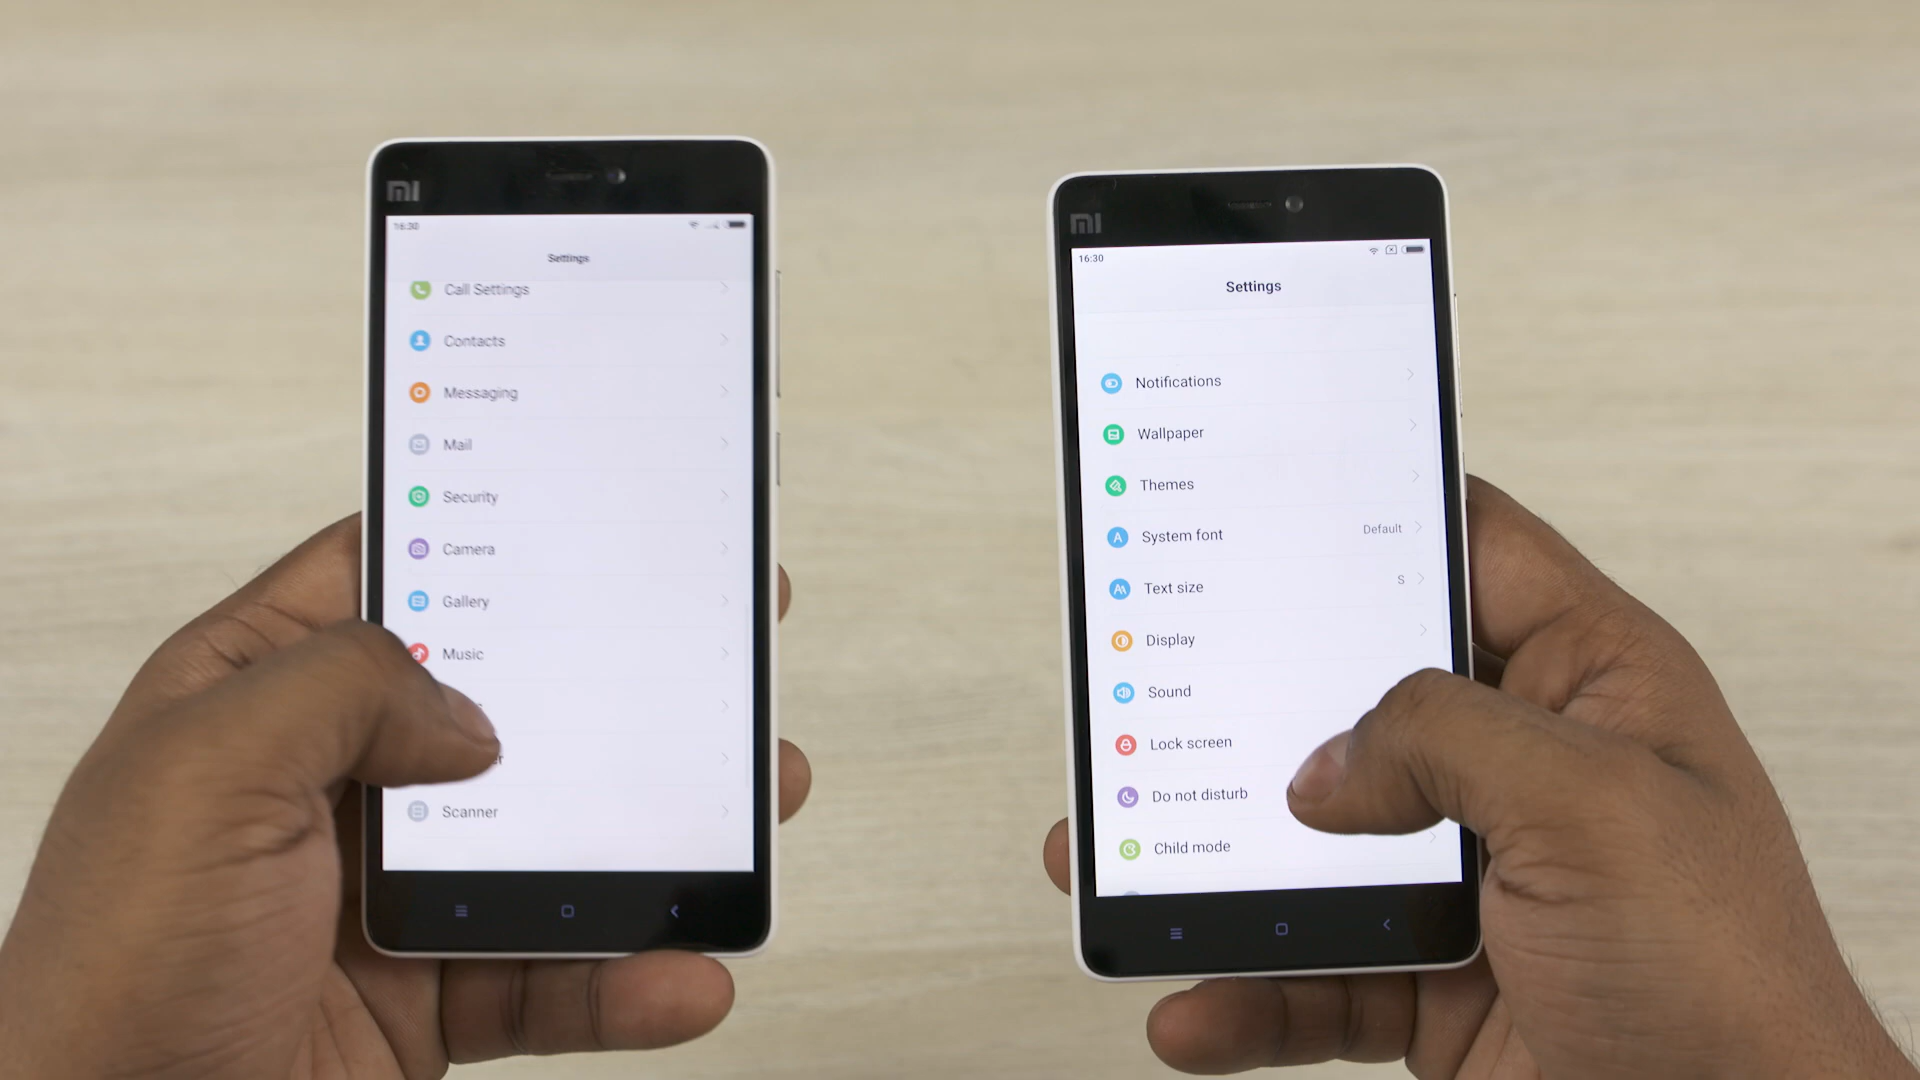 mi
16:30
Settings
Call Settings
Contacts
Messaging
Mail
Security
Camera
Gallery
Music
Scanner
mi
16:30
Settings
Notifications
Wallpaper
Themes
System font Default
Text size S
Display
Sound
Lock screen
Do not disturb
Child mode